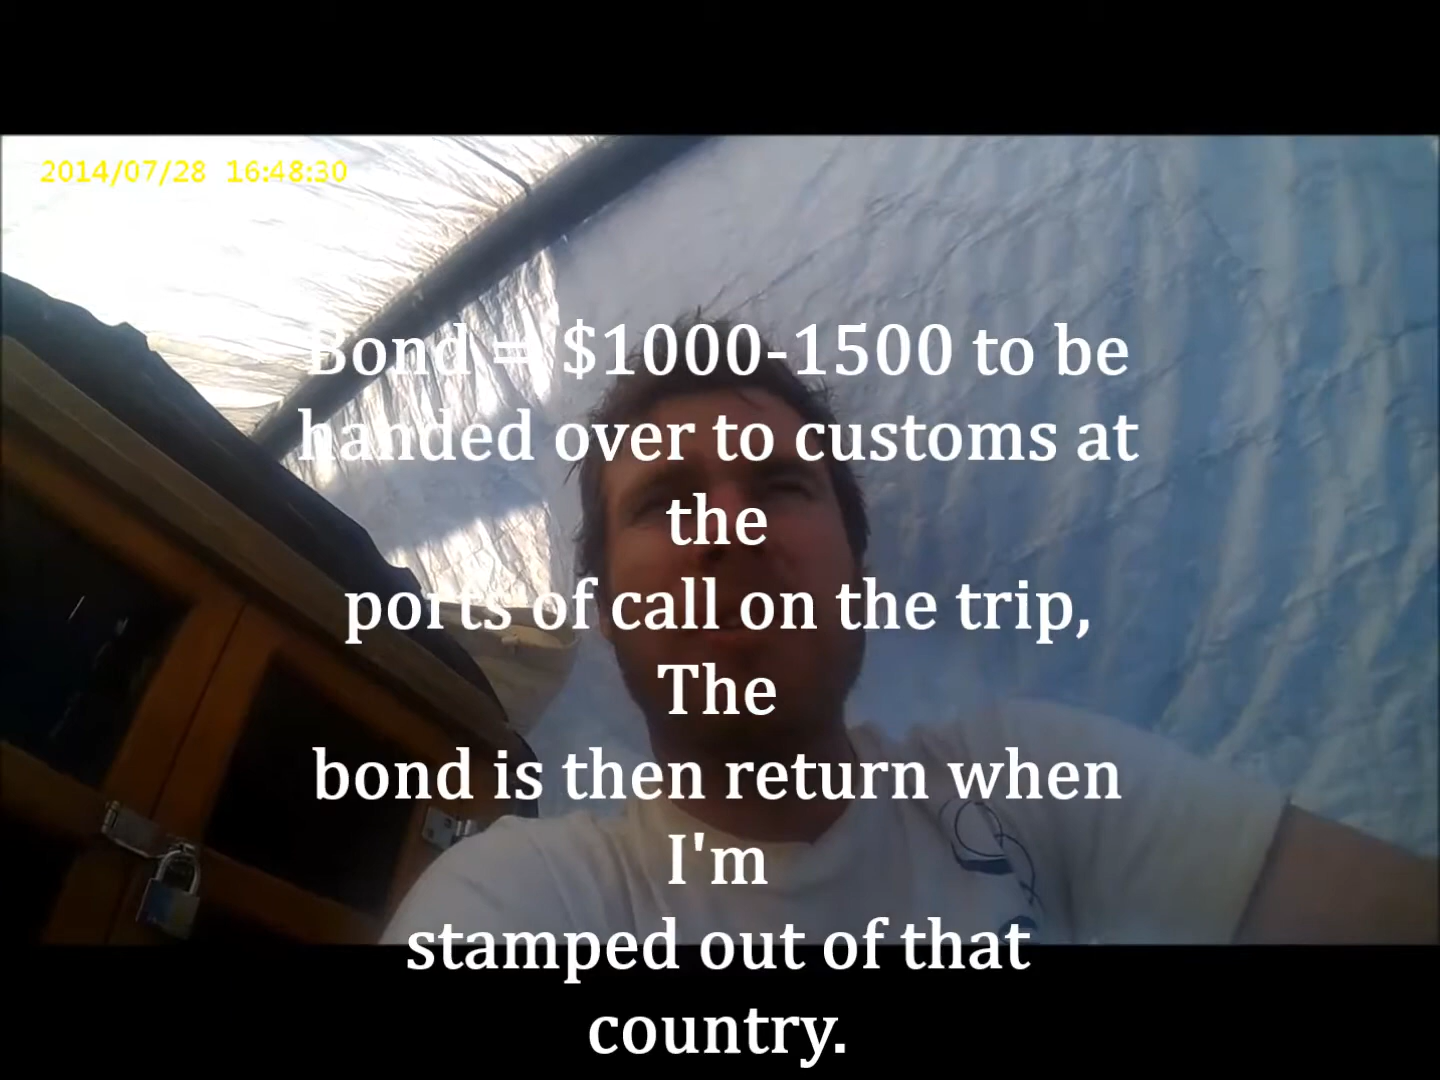 2014/07/28 16:48:30
Bond = $1000-1500 to be
handed over to customs at
the
ports of call on the trip,
The
bond is then return when
I'm
stamped out of that
country.